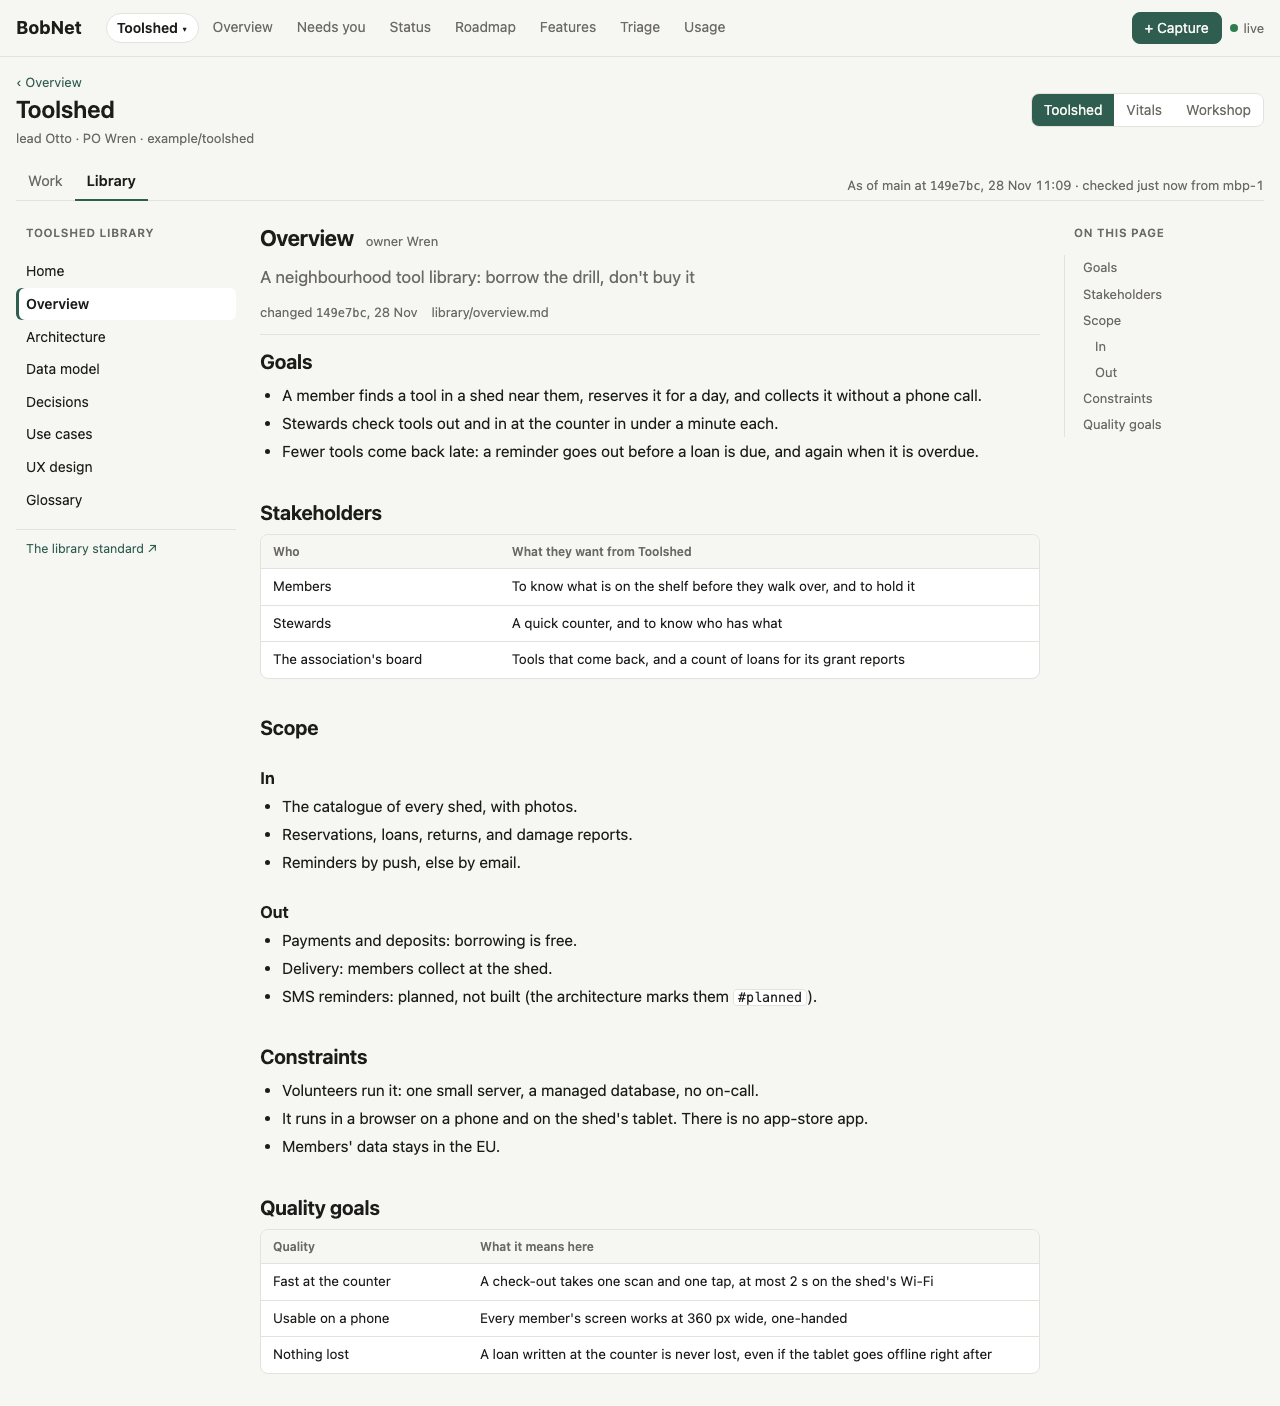 BobNet
Toolshed ▾
Overview
Needs you
Status
Roadmap
Features
Triage
Usage
+ Capture
live
‹ Overview
Toolshed
lead Otto · PO Wren · example/toolshed
Toolshed
Vitals
Workshop
Work
Library
As of main at 149e7bc, 28 Nov 11:09 · checked just now from mbp-1
TOOLSHED LIBRARY
Home
Overview
Architecture
Data model
Decisions
Use cases
UX design
Glossary
The library standard ↗
Overview owner Wren
A neighbourhood tool library: borrow the drill, don't buy it
changed 149e7bc, 28 Nov library/overview.md
Goals
• A member finds a tool in a shed near them, reserves it for a day, and collects it without a phone call.
• Stewards check tools out and in at the counter in under a minute each.
• Fewer tools come back late: a reminder goes out before a loan is due, and again when it is overdue.
Stakeholders
Who What they want from Toolshed
Members To know what is on the shelf before they walk over, and to hold it
Stewards A quick counter, and to know who has what
The association's board Tools that come back, and a count of loans for its grant reports
Scope
In
• The catalogue of every shed, with photos.
• Reservations, loans, returns, and damage reports.
• Reminders by push, else by email.
Out
• Payments and deposits: borrowing is free.
• Delivery: members collect at the shed.
• SMS reminders: planned, not built (the architecture marks them #planned).
Constraints
• Volunteers run it: one small server, a managed database, no on-call.
• It runs in a browser on a phone and on the shed's tablet. There is no app-store app.
• Members' data stays in the EU.
Quality goals
Quality What it means here
Fast at the counter A check-out takes one scan and one tap, at most 2 s on the shed's Wi-Fi
Usable on a phone Every member's screen works at 360 px wide, one-handed
Nothing lost A loan written at the counter is never lost, even if the tablet goes offline right after
ON THIS PAGE
Goals
Stakeholders
Scope
In
Out
Constraints
Quality goals